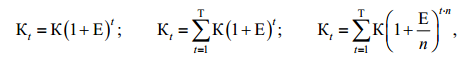 K_t = K(1+E)^t;  K_t = ∑_{t=1}^{T} K(1+E)^t;  K_t = ∑_{t=1}^{T} K(1+E/n)^{t·n},